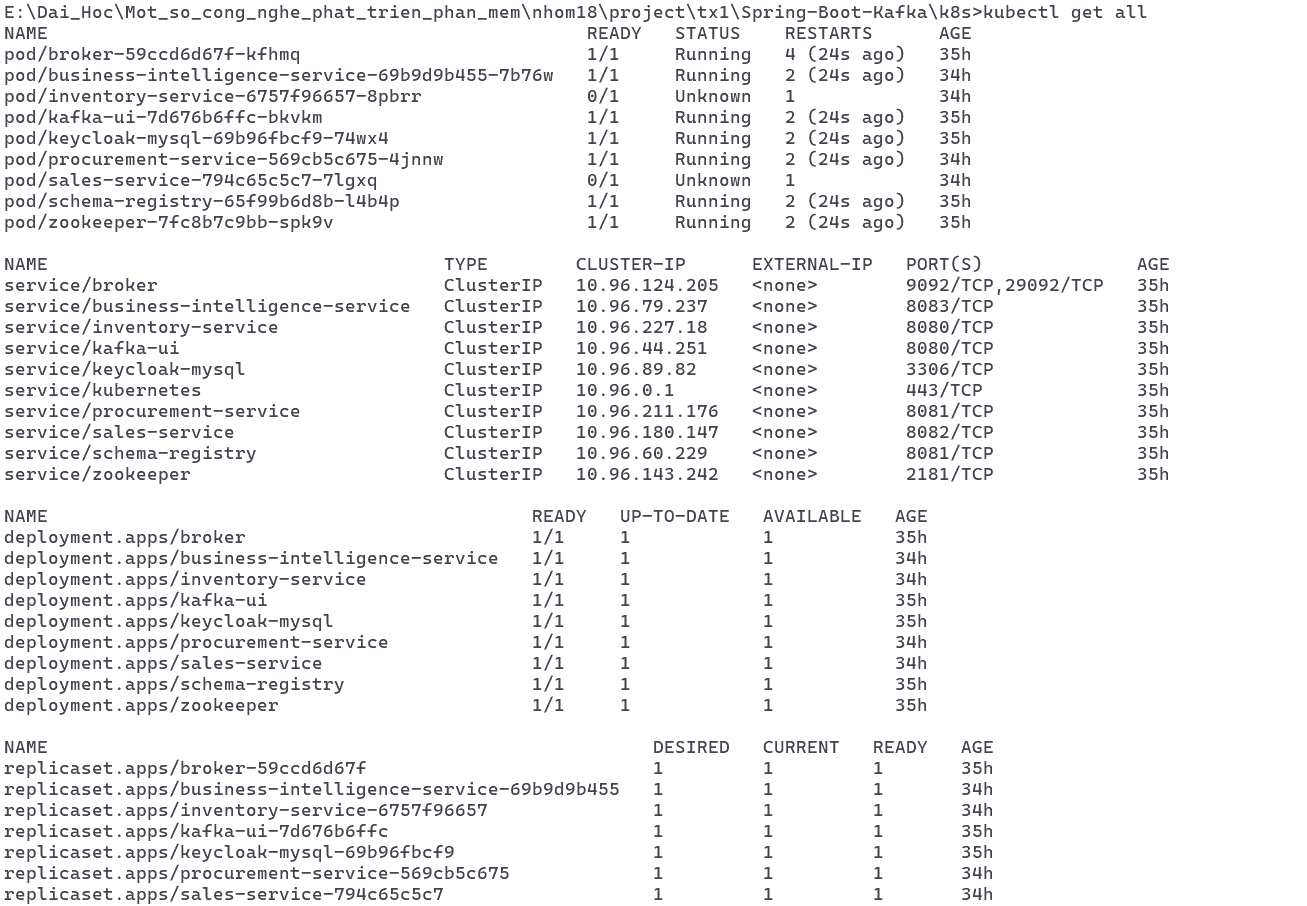 E:\Dai_Hoc\Mot_so_cong_nghe_phat_trien_phan_mem\nhom18\project\tx1\Spring-Boot-Kafka\k8s>kubectl get all
NAME READY STATUS RESTARTS AGE
pod/broker-59ccd6d67f-kfhmq 1/1 Running 4 (24s ago) 35h
pod/business-intelligence-service-69b9d9b455-7b76w 1/1 Running 2 (24s ago) 34h
pod/inventory-service-6757f96657-8pbrr 0/1 Unknown 1 34h
pod/kafka-ui-7d676b6ffc-bkvkm 1/1 Running 2 (24s ago) 35h
pod/keycloak-mysql-69b96fbcf9-74wx4 1/1 Running 2 (24s ago) 35h
pod/procurement-service-569cb5c675-4jnnw 1/1 Running 2 (24s ago) 34h
pod/sales-service-794c65c5c7-7lgxq 0/1 Unknown 1 34h
pod/schema-registry-65f99b6d8b-l4b4p 1/1 Running 2 (24s ago) 35h
pod/zookeeper-7fc8b7c9bb-spk9v 1/1 Running 2 (24s ago) 35h
NAME TYPE CLUSTER-IP EXTERNAL-IP PORT(S) AGE
service/broker ClusterIP 10.96.124.205 <none> 9092/TCP,29092/TCP 35h
service/business-intelligence-service ClusterIP 10.96.79.237 <none> 8083/TCP 35h
service/inventory-service ClusterIP 10.96.227.18 <none> 8080/TCP 35h
service/kafka-ui ClusterIP 10.96.44.251 <none> 8080/TCP 35h
service/keycloak-mysql ClusterIP 10.96.89.82 <none> 3306/TCP 35h
service/kubernetes ClusterIP 10.96.0.1 <none> 443/TCP 35h
service/procurement-service ClusterIP 10.96.211.176 <none> 8081/TCP 35h
service/sales-service ClusterIP 10.96.180.147 <none> 8082/TCP 35h
service/schema-registry ClusterIP 10.96.60.229 <none> 8081/TCP 35h
service/zookeeper ClusterIP 10.96.143.242 <none> 2181/TCP 35h
NAME READY UP-TO-DATE AVAILABLE AGE
deployment.apps/broker 1/1 1 1 35h
deployment.apps/business-intelligence-service 1/1 1 1 34h
deployment.apps/inventory-service 1/1 1 1 34h
deployment.apps/kafka-ui 1/1 1 1 35h
deployment.apps/keycloak-mysql 1/1 1 1 35h
deployment.apps/procurement-service 1/1 1 1 34h
deployment.apps/sales-service 1/1 1 1 34h
deployment.apps/schema-registry 1/1 1 1 35h
deployment.apps/zookeeper 1/1 1 1 35h
NAME DESIRED CURRENT READY AGE
replicaset.apps/broker-59ccd6d67f 1 1 1 35h
replicaset.apps/business-intelligence-service-69b9d9b455 1 1 1 34h
replicaset.apps/inventory-service-6757f96657 1 1 1 34h
replicaset.apps/kafka-ui-7d676b6ffc 1 1 1 35h
replicaset.apps/keycloak-mysql-69b96fbcf9 1 1 1 35h
replicaset.apps/procurement-service-569cb5c675 1 1 1 34h
replicaset.apps/sales-service-794c65c5c7 1 1 1 34h